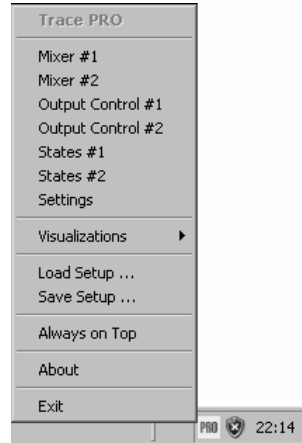 Trace PRO
Mixer #1
Mixer #2
Output Control #1
Output Control #2
States #1
States #2
Settings
Visualizations
Load Setup ...
Save Setup ...
Always on Top
About
Exit
PRO 22:14